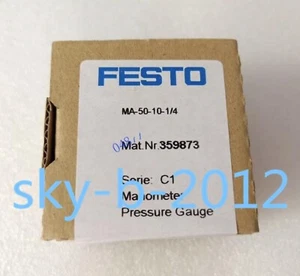 FESTO
MA-50-10-1/4
Mat.Nr.359873
sky-b-2012
Serie: C1
Manometer
Pressure Gauge